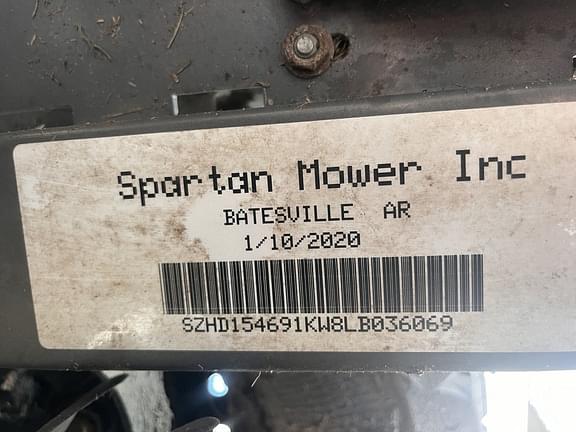 Spartan Mower Inc
BATESVILLE AR
1/10/2020
SZHD154691KW8LB036069